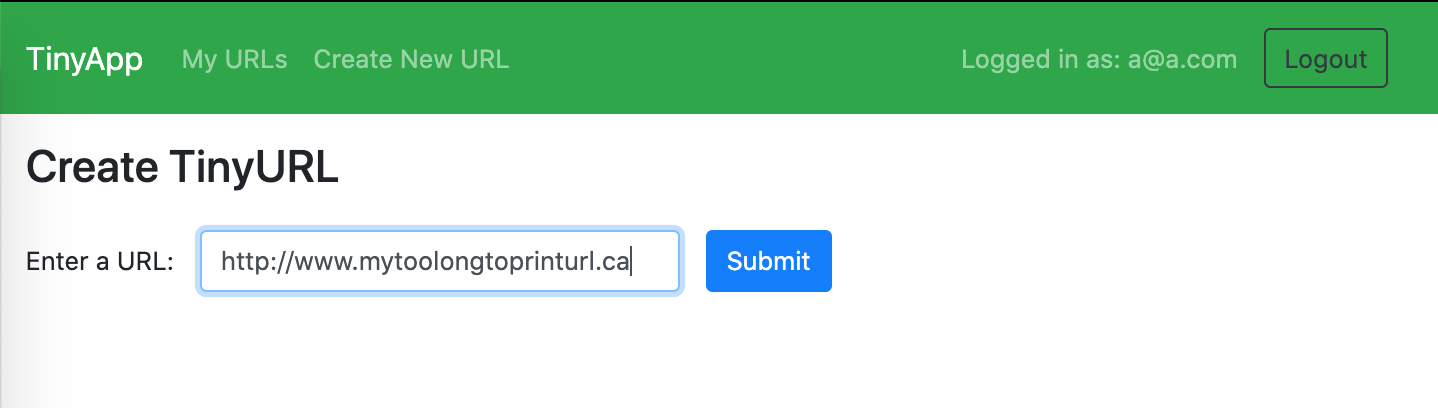 TinyApp My URLs Create New URL Logged in as: a@a.com Logout
Create TinyURL
Enter a URL: http://www.mytoolongtoprinturl.ca Submit